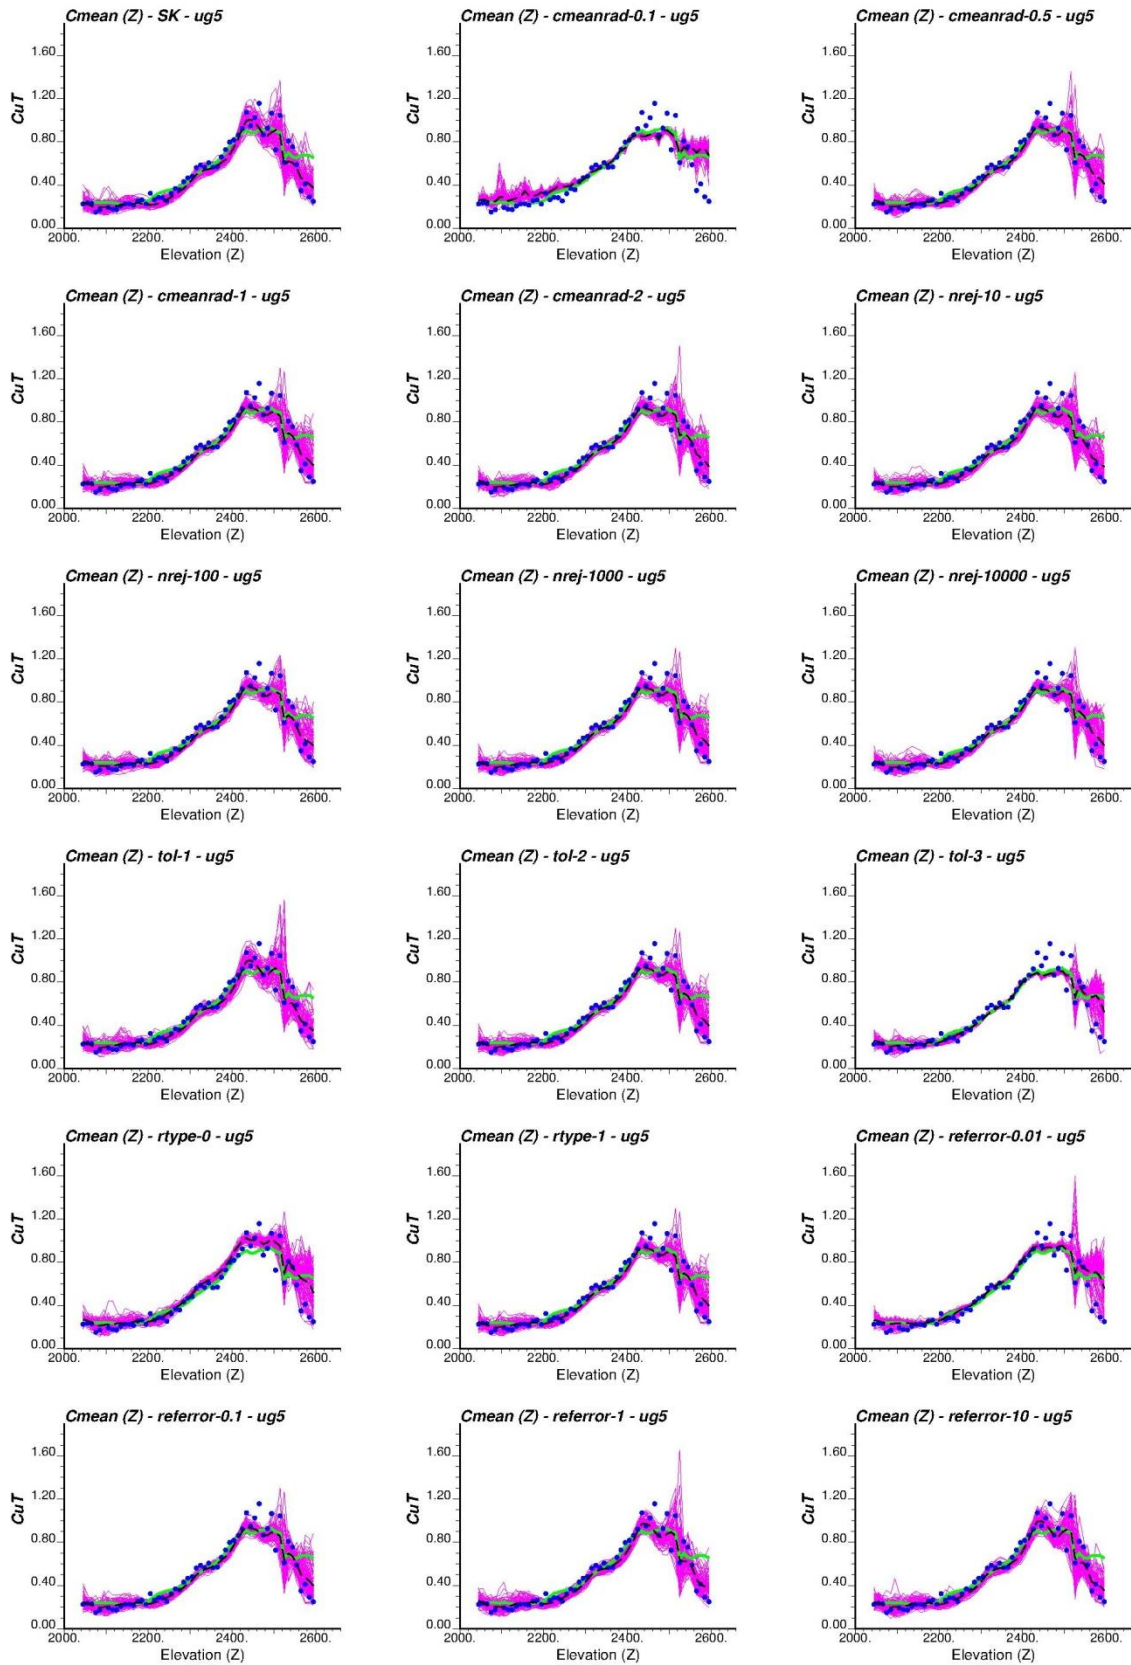 Cmean (Z) - SK - ug5
CuT
1.60
1.20
0.80
0.40
0.00
2000. 2200. 2400. 2600.
Elevation (Z)
Cmean (Z) - cmeanrad-0.1 - ug5
CuT
1.60
1.20
0.80
0.40
0.00
2000. 2200. 2400. 2600.
Elevation (Z)
Cmean (Z) - cmeanrad-0.5 - ug5
CuT
1.60
1.20
0.80
0.40
0.00
2000. 2200. 2400. 2600.
Elevation (Z)
Cmean (Z) - cmeanrad-1 - ug5
CuT
1.60
1.20
0.80
0.40
0.00
2000. 2200. 2400. 2600.
Elevation (Z)
Cmean (Z) - cmeanrad-2 - ug5
CuT
1.60
1.20
0.80
0.40
0.00
2000. 2200. 2400. 2600.
Elevation (Z)
Cmean (Z) - nrej-10 - ug5
CuT
1.60
1.20
0.80
0.40
0.00
2000. 2200. 2400. 2600.
Elevation (Z)
Cmean (Z) - nrej-100 - ug5
CuT
1.60
1.20
0.80
0.40
0.00
2000. 2200. 2400. 2600.
Elevation (Z)
Cmean (Z) - nrej-1000 - ug5
CuT
1.60
1.20
0.80
0.40
0.00
2000. 2200. 2400. 2600.
Elevation (Z)
Cmean (Z) - nrej-10000 - ug5
CuT
1.60
1.20
0.80
0.40
0.00
2000. 2200. 2400. 2600.
Elevation (Z)
Cmean (Z) - tol-1 - ug5
CuT
1.60
1.20
0.80
0.40
0.00
2000. 2200. 2400. 2600.
Elevation (Z)
Cmean (Z) - tol-2 - ug5
CuT
1.60
1.20
0.80
0.40
0.00
2000. 2200. 2400. 2600.
Elevation (Z)
Cmean (Z) - tol-3 - ug5
CuT
1.60
1.20
0.80
0.40
0.00
2000. 2200. 2400. 2600.
Elevation (Z)
Cmean (Z) - rtype-0 - ug5
CuT
1.60
1.20
0.80
0.40
0.00
2000. 2200. 2400. 2600.
Elevation (Z)
Cmean (Z) - rtype-1 - ug5
CuT
1.60
1.20
0.80
0.40
0.00
2000. 2200. 2400. 2600.
Elevation (Z)
Cmean (Z) - referror-0.01 - ug5
CuT
1.60
1.20
0.80
0.40
0.00
2000. 2200. 2400. 2600.
Elevation (Z)
Cmean (Z) - referror-0.1 - ug5
CuT
1.60
1.20
0.80
0.40
0.00
2000. 2200. 2400. 2600.
Elevation (Z)
Cmean (Z) - referror-1 - ug5
CuT
1.60
1.20
0.80
0.40
0.00
2000. 2200. 2400. 2600.
Elevation (Z)
Cmean (Z) - referror-10 - ug5
CuT
1.60
1.20
0.80
0.40
0.00
2000. 2200. 2400. 2600.
Elevation (Z)